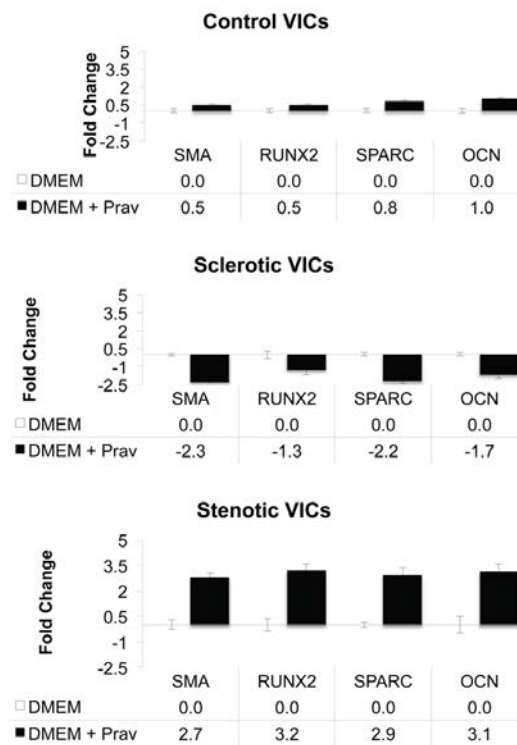 Control VICs
Fold Change
5
3.5
2
0.5
-1
-2.5
SMA RUNX2 SPARC OCN
DMEM 0.0 0.0 0.0 0.0
DMEM + Prav 0.5 0.5 0.8 1.0
Sclerotic VICs
Fold Change
5
3.5
2
0.5
-1
-2.5
SMA RUNX2 SPARC OCN
DMEM 0.0 0.0 0.0 0.0
DMEM + Prav -2.3 -1.3 -2.2 -1.7
Stenotic VICs
Fold Change
5
3.5
2
0.5
-1
-2.5
SMA RUNX2 SPARC OCN
DMEM 0.0 0.0 0.0 0.0
DMEM + Prav 2.7 3.2 2.9 3.1